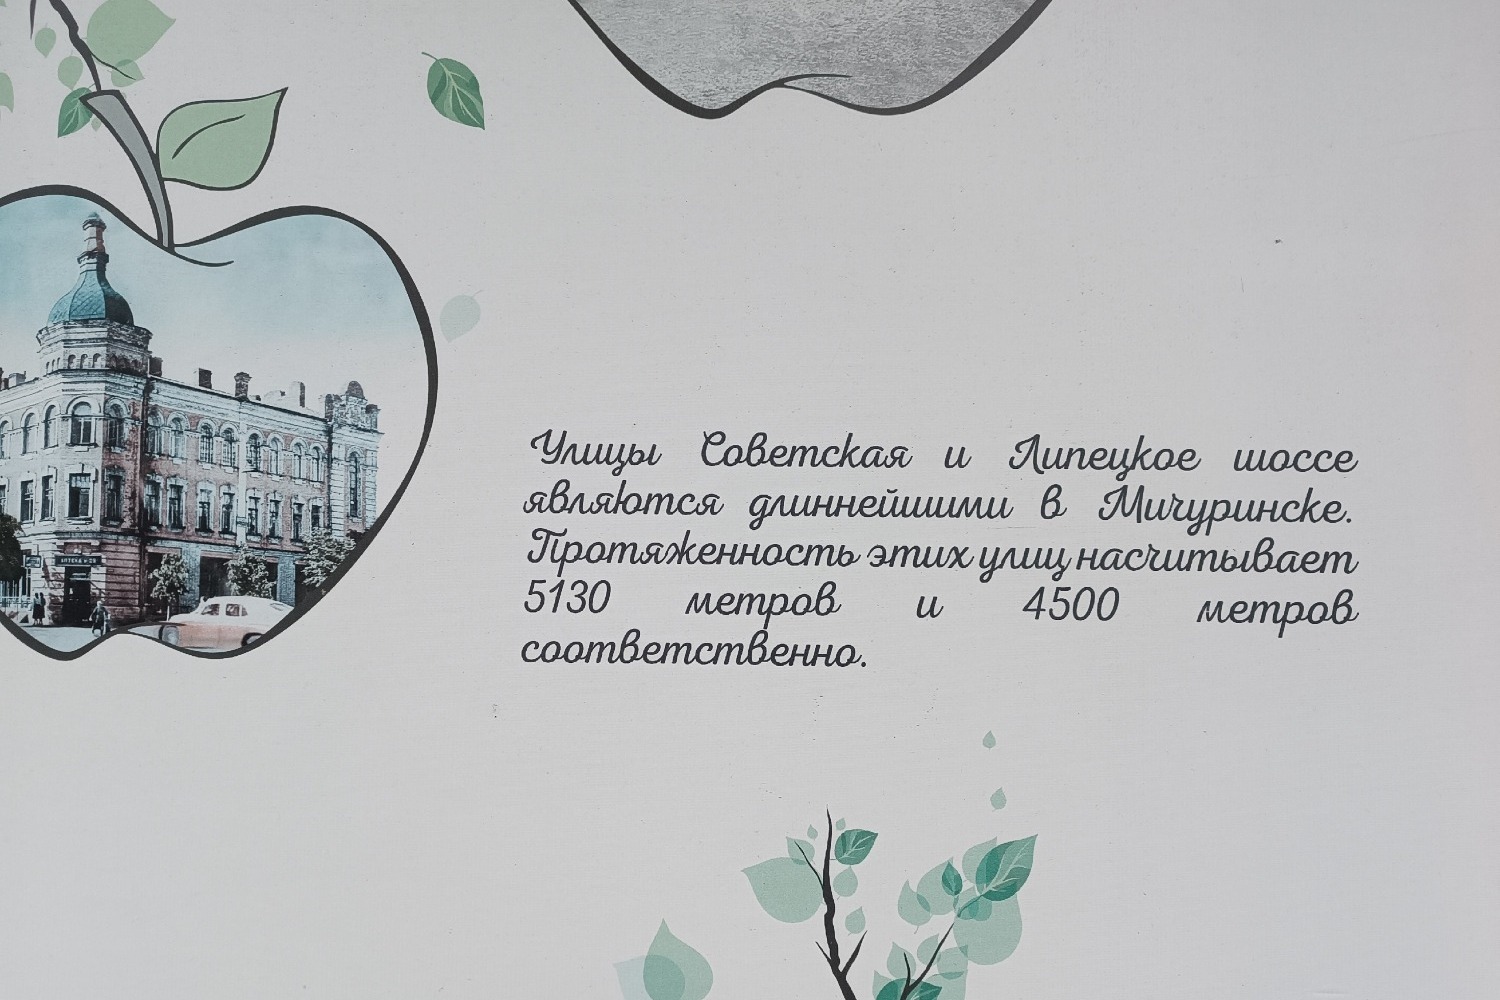 Улицы Советская и Липецкое шоссе
являются длиннейшими в Мичуринске.
Протяженность этих улиц насчитывает
5130 метров и 4500 метров
соответственно.